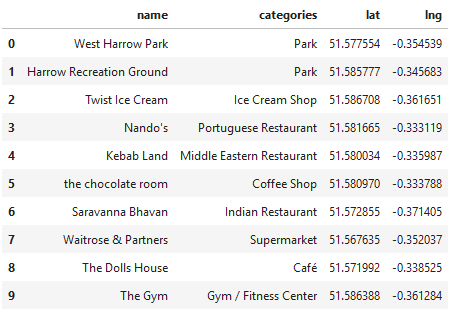 name categories lat lng
0 West Harrow Park Park 51.577554 -0.354539
1 Harrow Recreation Ground Park 51.585777 -0.345683
2 Twist Ice Cream Ice Cream Shop 51.586708 -0.361651
3 Nando's Portuguese Restaurant 51.581665 -0.333119
4 Kebab Land Middle Eastern Restaurant 51.580034 -0.335987
5 the chocolate room Coffee Shop 51.580970 -0.333788
6 Saravanna Bhavan Indian Restaurant 51.572855 -0.371405
7 Waitrose & Partners Supermarket 51.567635 -0.352037
8 The Dolls House Café 51.571992 -0.338525
9 The Gym Gym / Fitness Center 51.586388 -0.361284